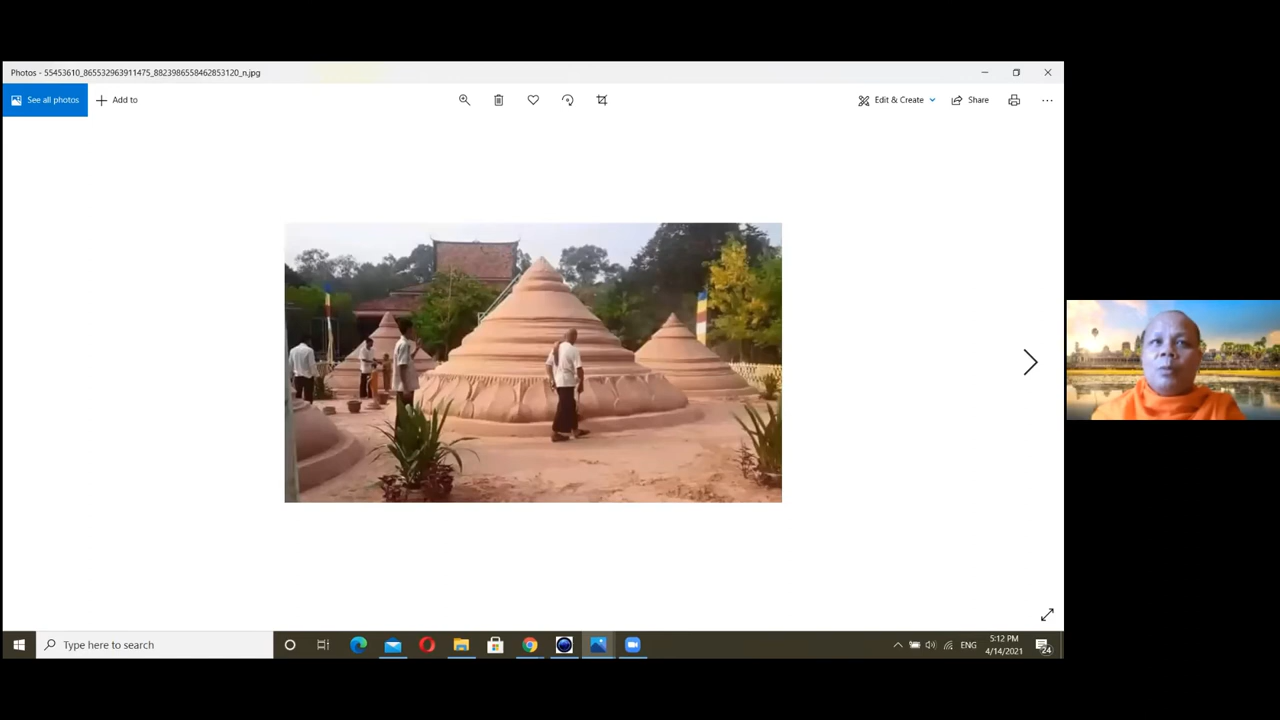 Photos - 55453610_865532963911475_8823986558462853120_n.jpg
See all photos
Add to
Edit & Create
Share
Type here to search
ENG
5:12 PM
4/14/2021
24